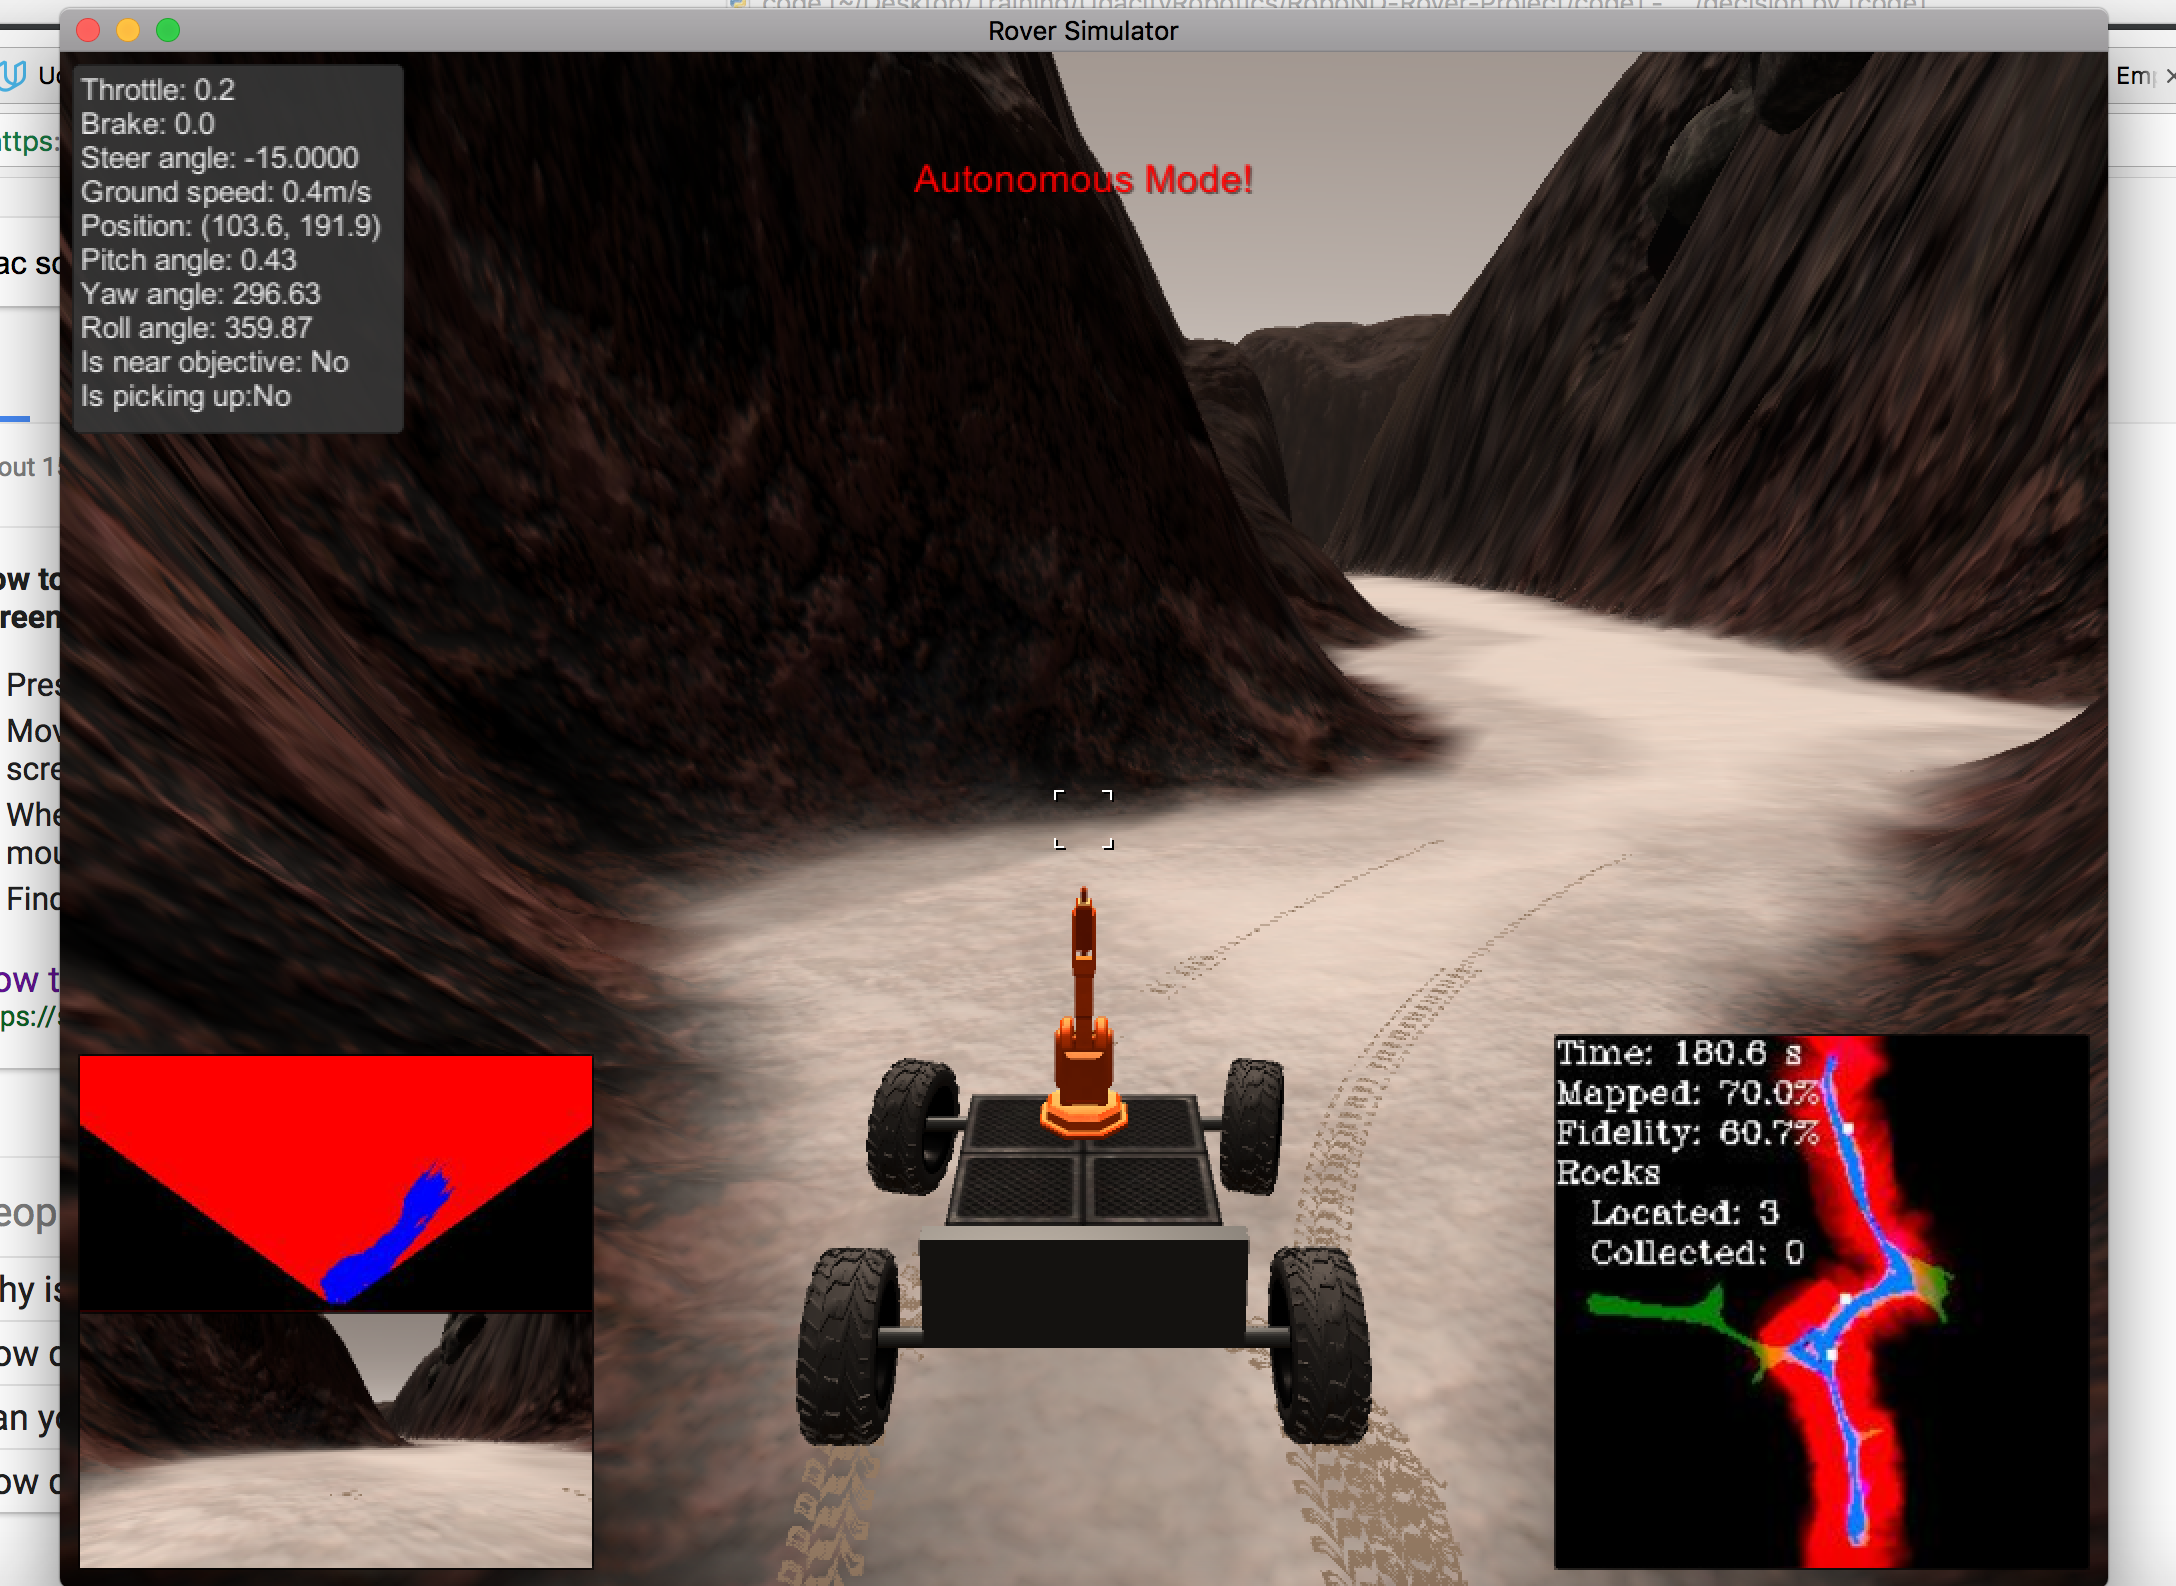 Rover Simulator
Em
https:
Throttle: 0.2
Brake: 0.0
Steer angle: -15.0000
Ground speed: 0.4m/s
Position: (103.6, 191.9)
Pitch angle: 0.43
Yaw angle: 296.63
Roll angle: 359.87
Is near objective: No
Is picking up:No
Autonomous Mode!
Time: 180.6 s
Mapped: 70.0%
Fidelity: 60.7%
Rocks
Located: 3
Collected: 0